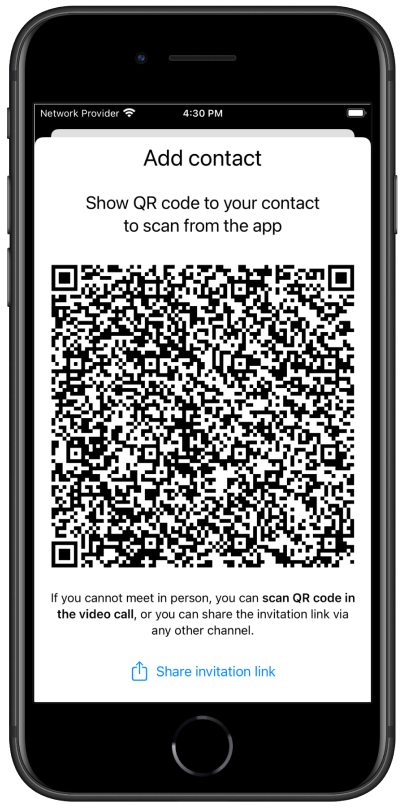 Network Provider 4:30 PM
Add contact
Show QR code to your contact
to scan from the app
If you cannot meet in person, you can scan QR code in
the video call, or you can share the invitation link via
any other channel.
Share invitation link